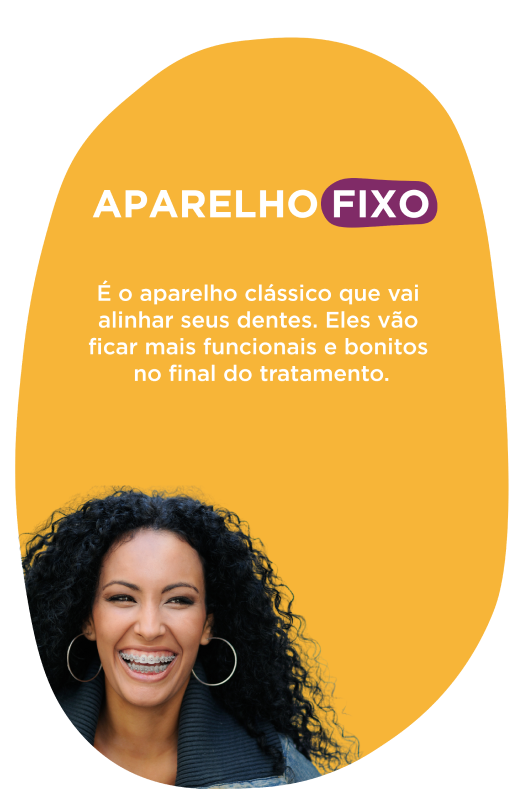 APARELHO FIXO
É o aparelho clássico que vai
alinhar seus dentes. Eles vão
ficar mais funcionais e bonitos
no final do tratamento.